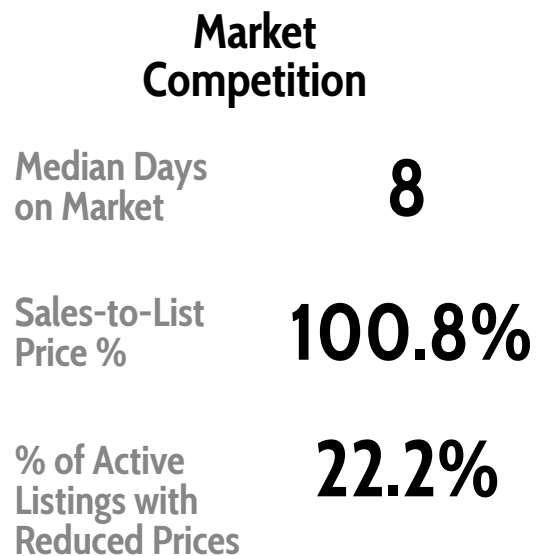 Market
Competition
Median Days
on Market
8
Sales-to-List
Price %
100.8%
% of Active
Listings with
Reduced Prices
22.2%